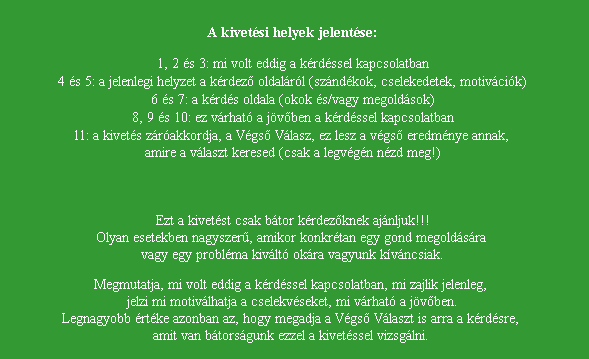 A kivetési helyek jelentése:
1, 2 és 3: mi volt eddig a kérdéssel kapcsolatban
4 és 5: a jelenlegi helyzet a kérdező oldaláról (szándékok, cselekedetek, motivációk)
6 és 7: a kérdés oldala (okok és/vagy megoldások)
8, 9 és 10: ez várható a jövőben a kérdéssel kapcsolatban
11: a kivetés záróakkordja, a Végső Válasz, ez lesz a végső eredménye annak,
amire a választ keresed (csak a legvégén nézd meg!)
Ezt a kivetést csak bátor kérdezőknek ajánljuk!!!
Olyan esetekben nagyszerű, amikor konkrétan egy gond megoldására
vagy egy probléma kiváltó okára vagyunk kíváncsiak.
Megmutatja, mi volt eddig a kérdéssel kapcsolatban, mi zajlik jelenleg,
jelzi mi motiválhatja a cselekvéseket, mi várható a jövőben.
Legnagyobb értéke azonban az, hogy megadja a Végső Választ is arra a kérdésre,
amit van bátorságunk ezzel a kivetéssel vizsgálni.